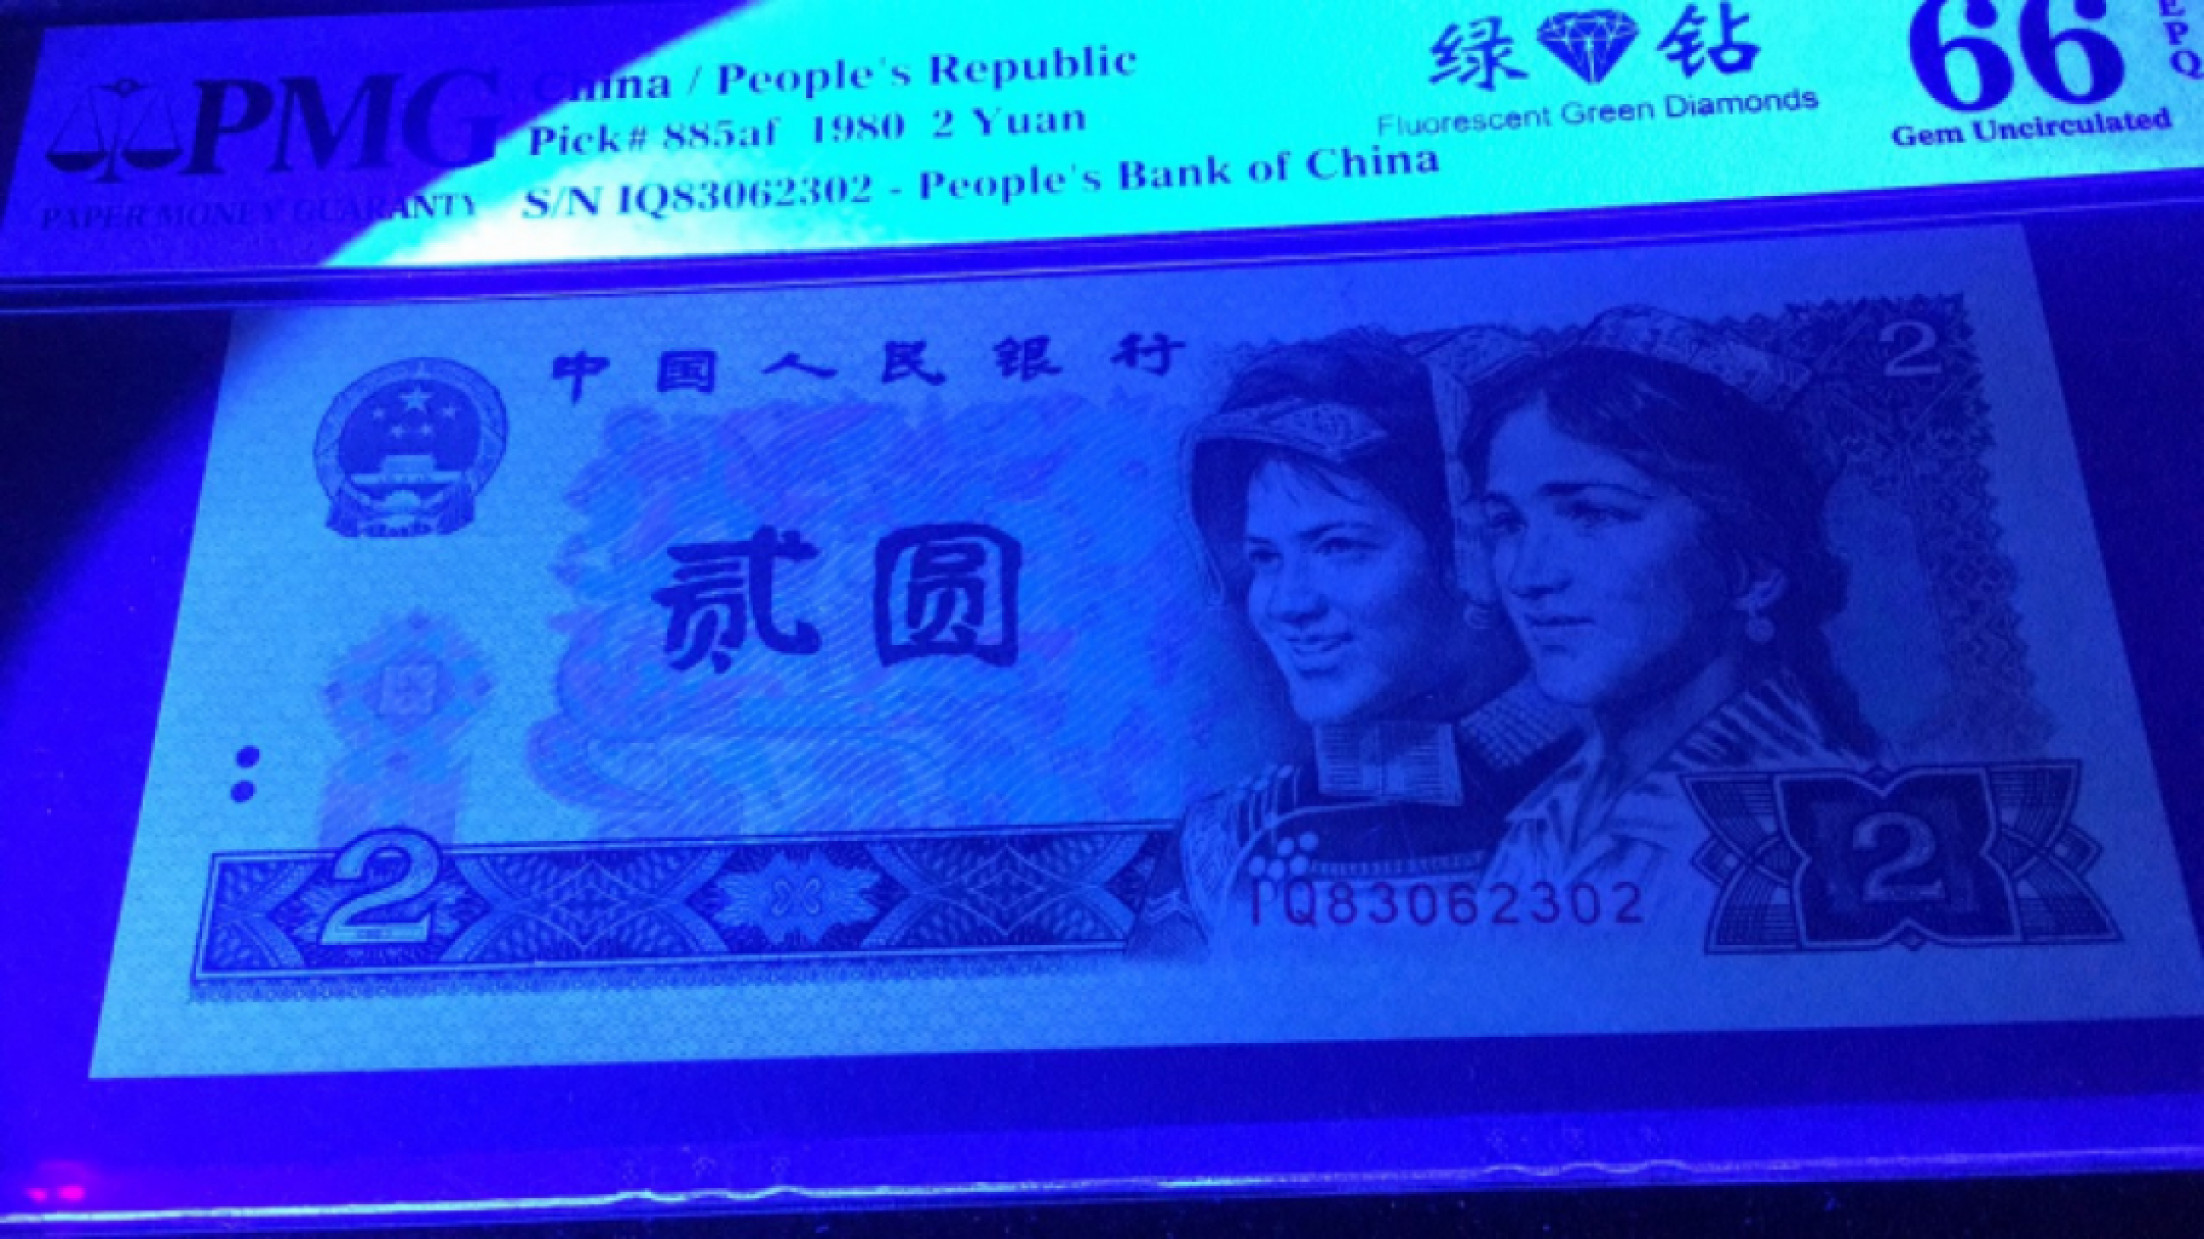 PMG
PAPER MONEY GUARANTY
China / People's Republic
Pick# 885af 1980 2 Yuan
S/N IQ83062302 - People's Bank of China
绿 钻
Fluorescent Green Diamonds
66
EPQ
Gem Uncirculated
中国人民银行
2
贰圆
2
IQ83062302
2